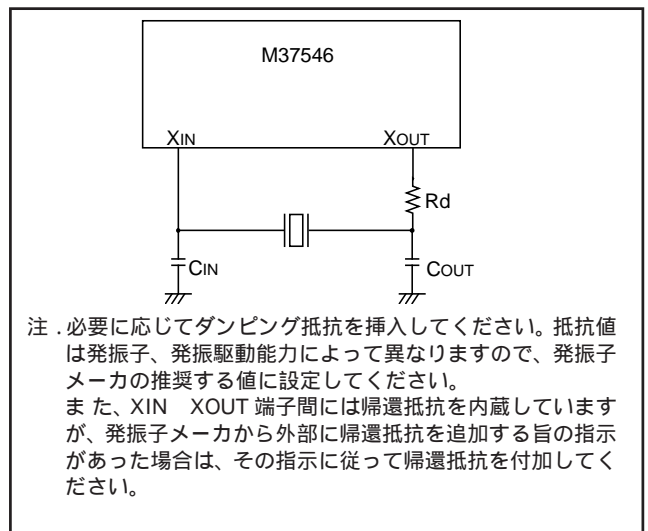 M37546
XIN XOUT
Rd
CIN COUT
注．必要に応じてダンピング抵抗を挿入してください。抵抗値
は発振子、発振駆動能力によって異なりますので、発振子
メーカの推奨する値に設定してください。
また、XIN XOUT 端子間には帰還抵抗を内蔵しています
が、発振子メーカから外部に帰還抵抗を追加する旨の指示
があった場合は、その指示に従って帰還抵抗を付加してく
ださい。